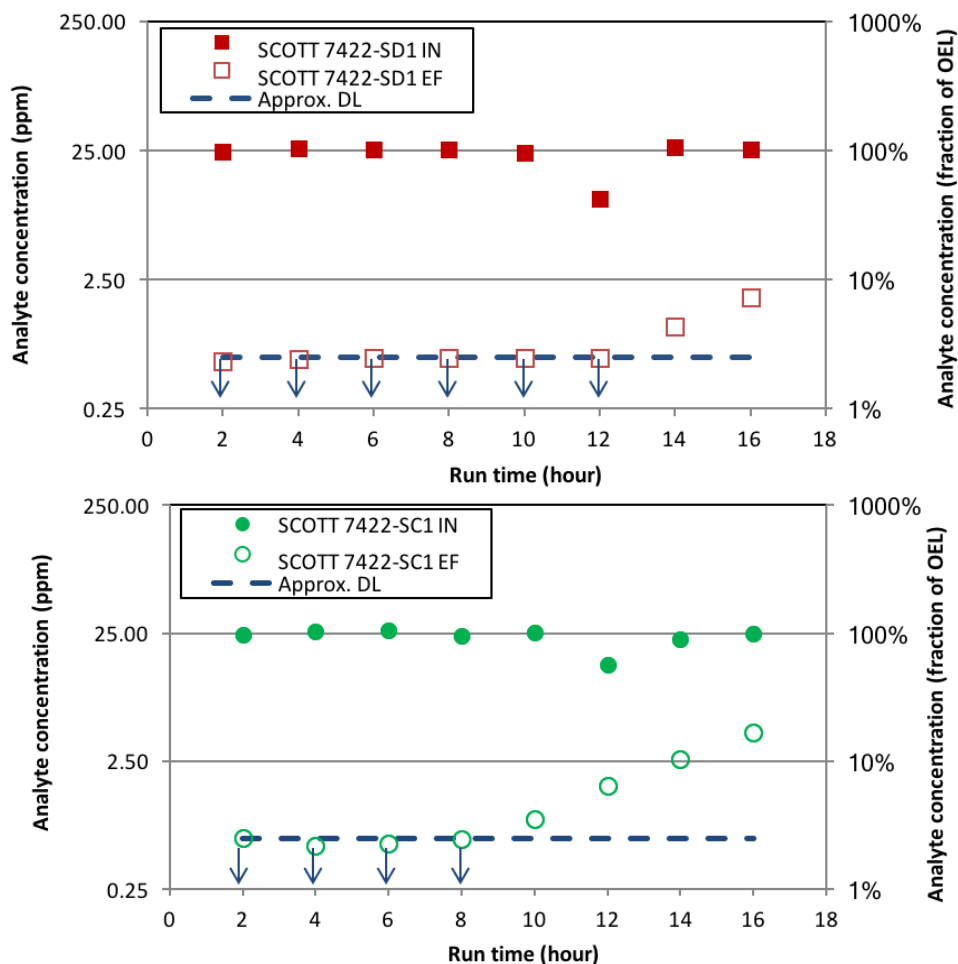 250.00
25.00
2.50
0.25
Analyte concentration (ppm)
SCOTT 7422-SD1 IN
SCOTT 7422-SD1 EF
Approx. DL
1000%
100%
10%
1%
Analyte concentration (fraction of OEL)
0 2 4 6 8 10 12 14 16 18
Run time (hour)
250.00
25.00
2.50
0.25
Analyte concentration (ppm)
SCOTT 7422-SC1 IN
SCOTT 7422-SC1 EF
Approx. DL
1000%
100%
10%
1%
Analyte concentration (fraction of OEL)
0 2 4 6 8 10 12 14 16 18
Run time (hour)